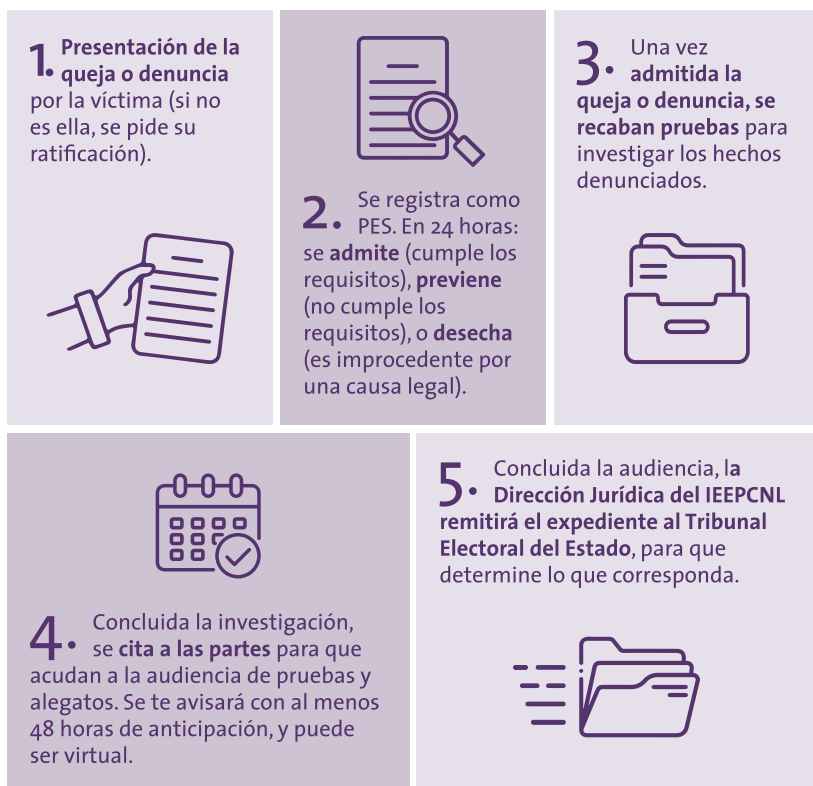 1. Presentación de la
queja o denuncia
por la víctima (si no
es ella, se pide su
ratificación).
2. Se registra como
PES. En 24 horas:
se admite (cumple los
requisitos), previene
(no cumple los
requisitos), o desecha
(es improcedente por
una causa legal).
3. Una vez
admitida la
queja o denuncia, se
recaban pruebas para
investigar los hechos
denunciados.
4. Concluida la investigación,
se cita a las partes para que
acudan a la audiencia de pruebas y
alegatos. Se te avisará con al menos
48 horas de anticipación, y puede
ser virtual.
5. Concluida la audiencia, la
Dirección Jurídica del IEEPCNL
remitirá el expediente al Tribunal
Electoral del Estado, para que
determine lo que corresponda.